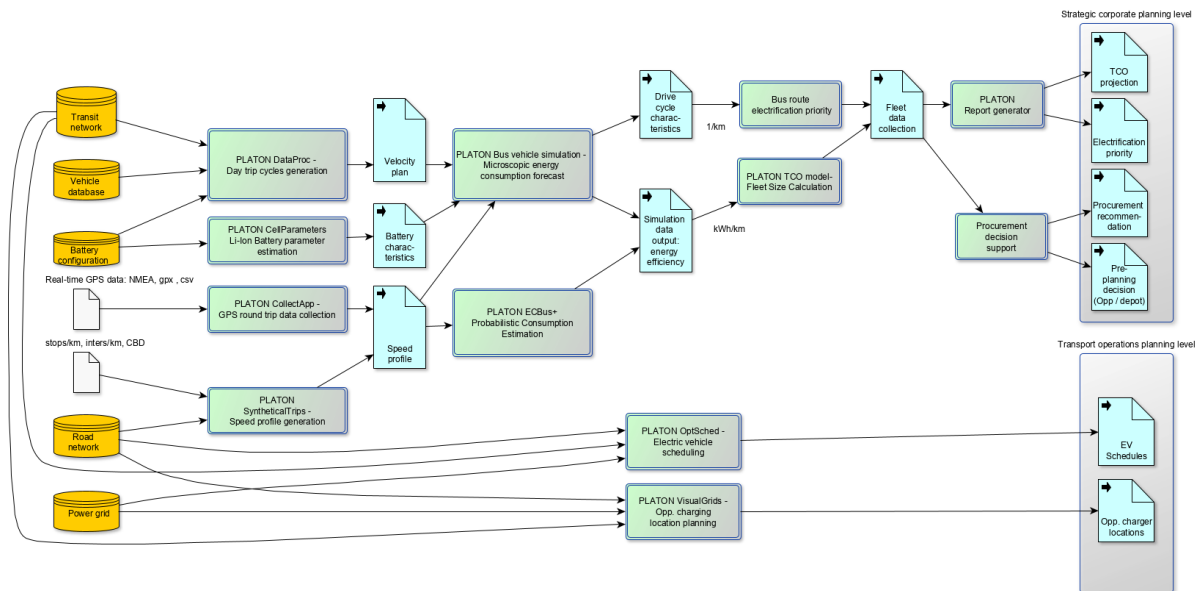 Strategic corporate planning level
Transit
network
Vehicle
database
Battery
configuration
Real-time GPS data: NMEA, gpx , csv
stops/km, inters/km, CBD
Road
network
Power grid
PLATON DataProc -
Day trip cycles generation
PLATON CellParameters
Li-Ion Battery parameter
estimation
PLATON CollectApp -
GPS round trip data collection
PLATON
SyntheticalTrips -
Speed profile generation
Velocity
plan
Battery
charac-
teristics
Speed
profile
PLATON Bus vehicle simulation -
Microscopic energy
consumption forecast
PLATON ECBus+
Probabilistic Consumption
Estimation
Drive
cycle
charac-
teristics
Simulation
data
output:
energy
efficiency
1/km
kWh/km
Bus route
electrification priority
PLATON TCO model-
Fleet Size Calculation
Fleet
data
collection
PLATON
Report generator
Procurement
decision
support
TCO
projection
Electrification
priority
Procurement
recommen-
dation
Pre-
planning
decision
(Opp / depot)
PLATON OptSched -
Electric vehicle
scheduling
PLATON VisualGrids -
Opp. charging
location planning
Transport operations planning level
EV
Schedules
Opp. charger
locations